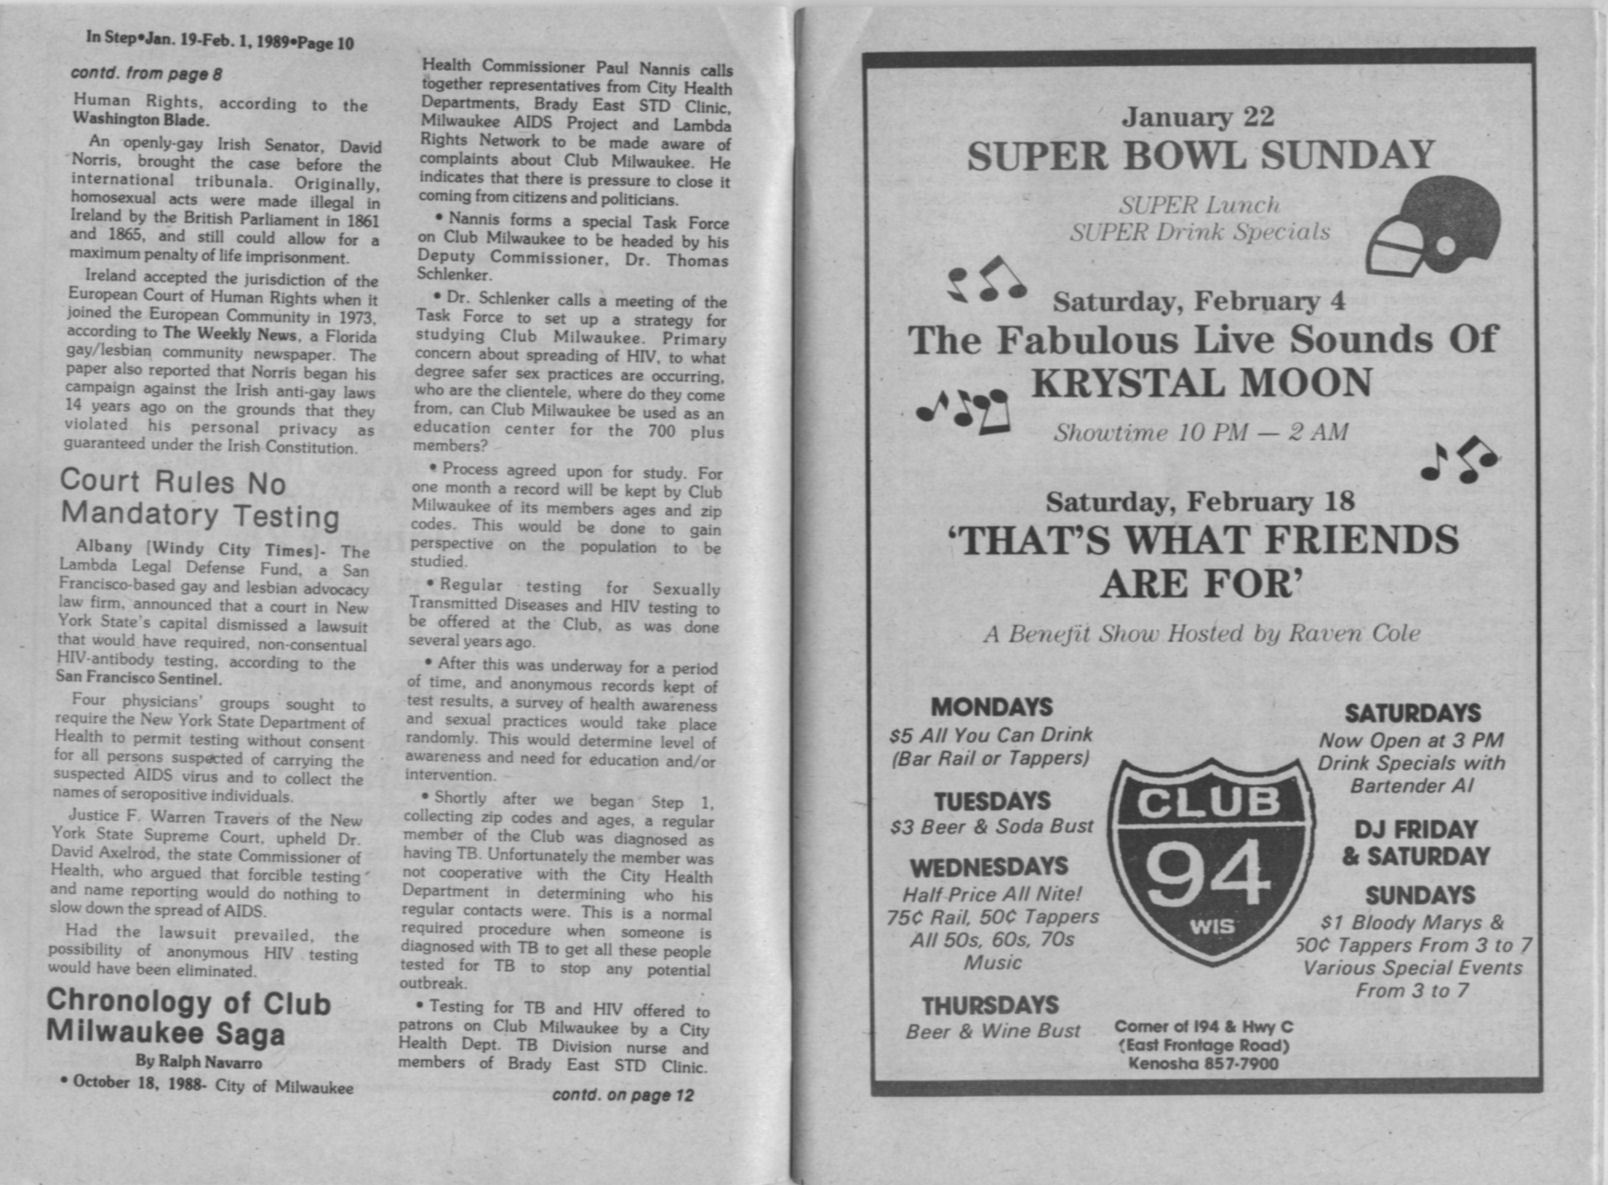 In Step•Jan. 19-Feb. 1, 1989•Page 10
contd. from page 8
Human Rights, according to the
Washington Blade.
An openly-gay Irish Senator, David
Norris, brought the case before the
international tribunala. Originally,
homosexual acts were made illegal in
Ireland by the British Parliament in 1861
and 1865, and still could allow for a
maximum penalty of life imprisonment.
Ireland accepted the jurisdiction of the
European Court of Human Rights when it
joined the European Community in 1973,
according to The Weekly News, a Florida
gay/lesbian community newspaper. The
paper also reported that Norris began his
campaign against the Irish anti-gay laws
14 years ago on the grounds that they
violated his personal privacy as
guaranteed under the Irish Constitution.
Court Rules No
Mandatory Testing
Albany [Windy City Times]- The
Lambda Legal Defense Fund, a San
Francisco-based gay and lesbian advocacy
law firm, announced that a court in New
York State's capital dismissed a lawsuit
that would have required, non-consentual
HIV-antibody testing, according to the
San Francisco Sentinel.
Four physicians' groups sought to
require the New York State Department of
Health to permit testing without consent
for all persons suspected of carrying the
suspected AIDS virus and to collect the
names of seropositive individuals.
Justice F. Warren Travers of the New
York State Supreme Court, upheld Dr.
David Axelrod, the state Commissioner of
Health, who argued that forcible testing
and name reporting would do nothing to
slow down the spread of AIDS.
Had the lawsuit prevailed, the
possibility of anonymous HIV testing
would have been eliminated.
Chronology of Club
Milwaukee Saga
By Ralph Navarro
• October 18, 1988- City of Milwaukee
Health Commissioner Paul Nannis calls
together representatives from City Health
Departments, Brady East STD Clinic,
Milwaukee AIDS Project and Lambda
Rights Network to be made aware of
complaints about Club Milwaukee. He
indicates that there is pressure to close it
coming from citizens and politicians.
• Nannis forms a special Task Force
on Club Milwaukee to be headed by his
Deputy Commissioner, Dr. Thomas
Schlenker.
• Dr. Schlenker calls a meeting of the
Task Force to set up a strategy for
studying Club Milwaukee. Primary
concern about spreading of HIV, to what
degree safer sex practices are occurring,
who are the clientele, where do they come
from, can Club Milwaukee be used as an
education center for the 700 plus
members?
• Process agreed upon for study. For
one month a record will be kept by Club
Milwaukee of its members ages and zip
codes. This would be done to gain
perspective on the population to be
studied.
• Regular testing for Sexually
Transmitted Diseases and HIV testing to
be offered at the Club, as was done
several years ago.
• After this was underway for a period
of time, and anonymous records kept of
test results, a survey of health awareness
and sexual practices would take place
randomly. This would determine level of
awareness and need for education and/or
intervention.
• Shortly after we began Step 1,
collecting zip codes and ages, a regular
member of the Club was diagnosed as
having TB. Unfortunately the member was
not cooperative with the City Health
Department in determining who his
regular contacts were. This is a normal
required procedure when someone is
diagnosed with TB to get all these people
tested for TB to stop any potential
outbreak.
• Testing for TB and HIV offered to
patrons on Club Milwaukee by a City
Health Dept. TB Division nurse and
members of Brady East STD Clinic.
contd. on page 12
January 22
SUPER BOWL SUNDAY
SUPER Lunch
SUPER Drink Specials
Saturday, February 4
The Fabulous Live Sounds Of
KRYSTAL MOON
Showtime 10 PM — 2 AM
Saturday, February 18
'THAT'S WHAT FRIENDS
ARE FOR'
A Benefit Show Hosted by Raven Cole
MONDAYS
$5 All You Can Drink
(Bar Rail or Tappers)
TUESDAYS
$3 Beer & Soda Bust
WEDNESDAYS
Half Price All Nite!
75¢ Rail, 50¢ Tappers
All 50s, 60s, 70s
Music
THURSDAYS
Beer & Wine Bust
CLUB
94
WIS
Corner of I94 & Hwy C
(East Frontage Road)
Kenosha 857-7900
SATURDAYS
Now Open at 3 PM
Drink Specials with
Bartender Al
DJ FRIDAY
& SATURDAY
SUNDAYS
$1 Bloody Marys &
50¢ Tappers From 3 to 7
Various Special Events
From 3 to 7